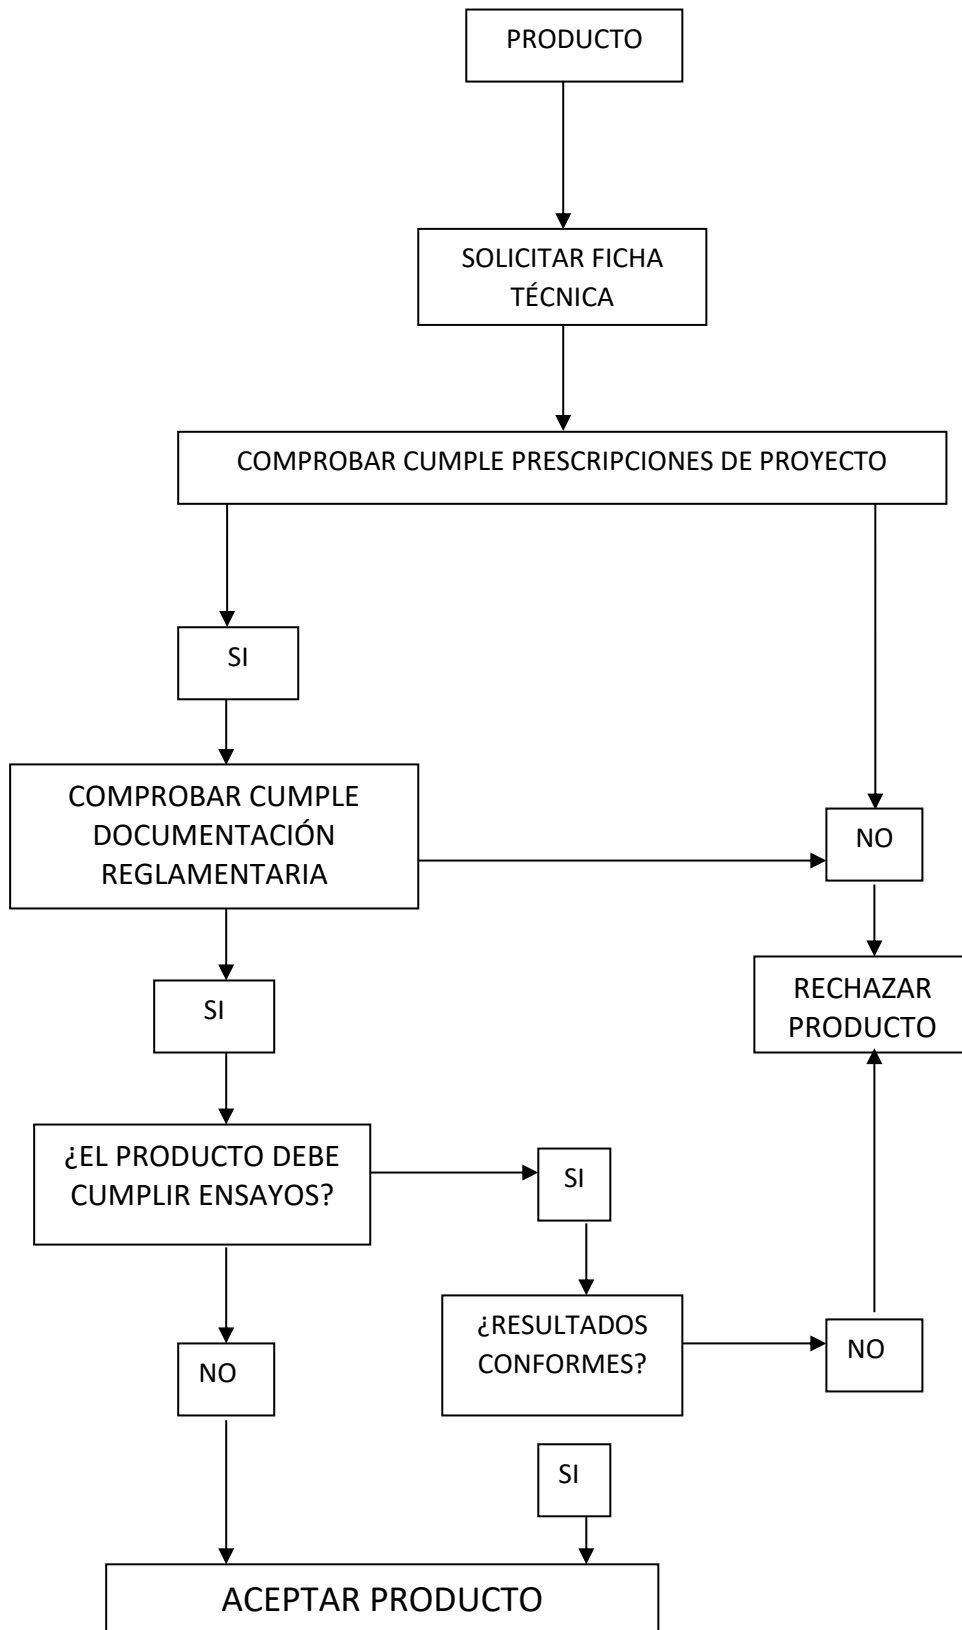 PRODUCTO
SOLICITAR FICHA
TÉCNICA
COMPROBAR CUMPLE PRESCRIPCIONES DE PROYECTO
SI
COMPROBAR CUMPLE
DOCUMENTACIÓN
REGLAMENTARIA
NO
RECHAZAR
PRODUCTO
SI
¿EL PRODUCTO DEBE
CUMPLIR ENSAYOS?
SI
¿RESULTADOS
CONFORMES?
NO
NO
SI
ACEPTAR PRODUCTO